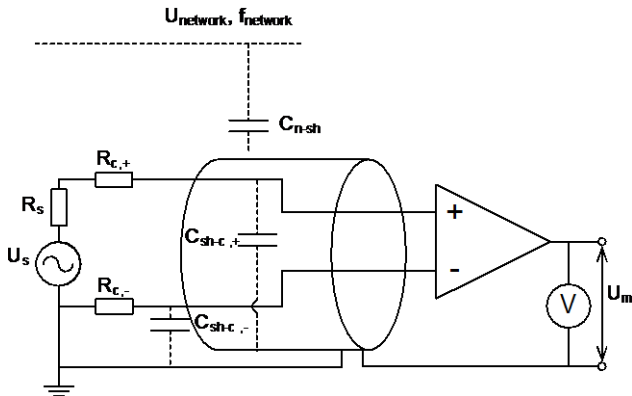 Unetwork, fnetwork
Cn-sh
Rc,+
Rs
Csh-c,+
+
Us
-
Rc,-
V
Um
Csh-c,-